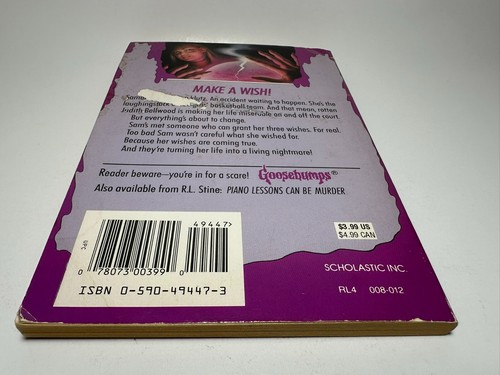 MAKE A WISH!
An accident waiting to happen. She's the
laughingstock basketball team. And that mean, rotten
Judith Bellwood is making her life miserable on and off the court.
But everything's about to change.
Sam's met someone who can grant her three wishes. For real.
Too bad Sam wasn't careful what she wished for.
Because her wishes are coming true.
And they're turning her life into a living nightmare!
Reader beware—you're in for a scare! Goosebumps®
Also available from R.L. Stine: PIANO LESSONS CAN BE MURDER
49447>
0 78073 00399 0
ISBN 0-590-49447-3
$3.99 US
$4.99 CAN
SCHOLASTIC INC.
RL4 008-012